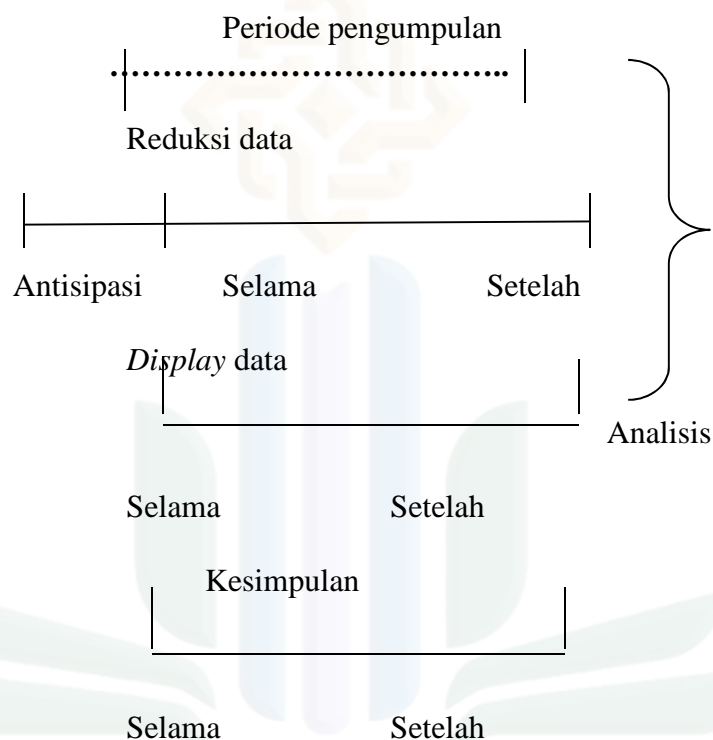 Periode pengumpulan
Reduksi data
Antisipasi Selama Setelah
Display data
Analisis
Selama Setelah
Kesimpulan
Selama Setelah